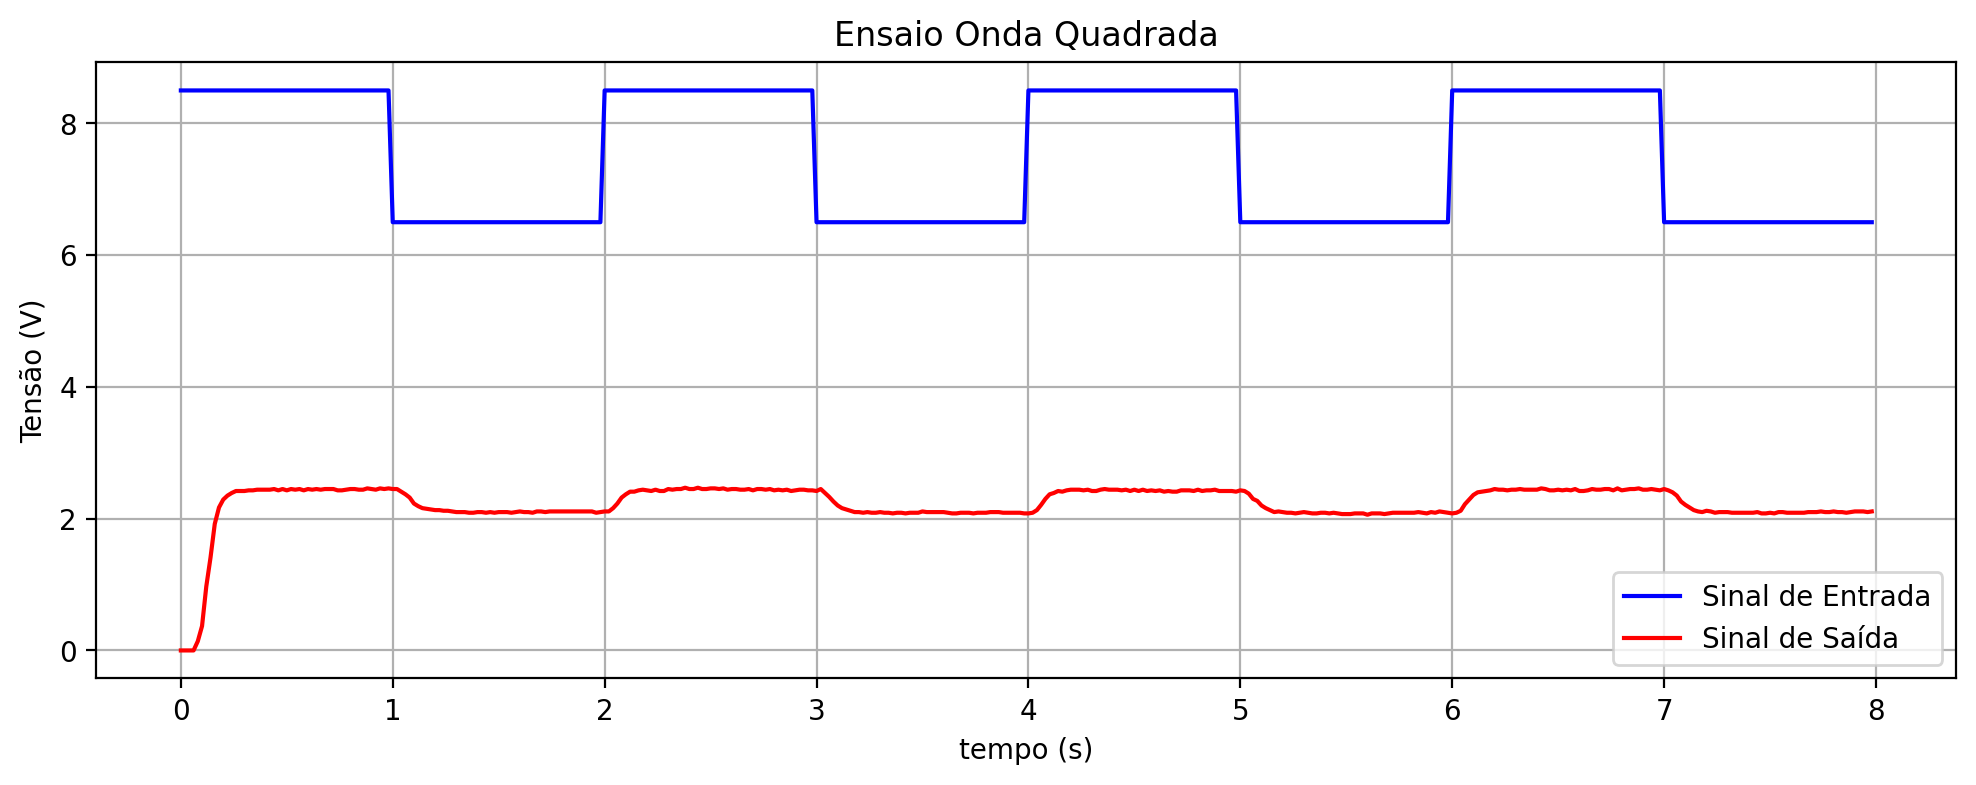 Ensaio Onda Quadrada
Tensão (V)
8
6
4
2
0
0 1 2 3 4 5 6 7 8
tempo (s)
Sinal de Entrada
Sinal de Saída